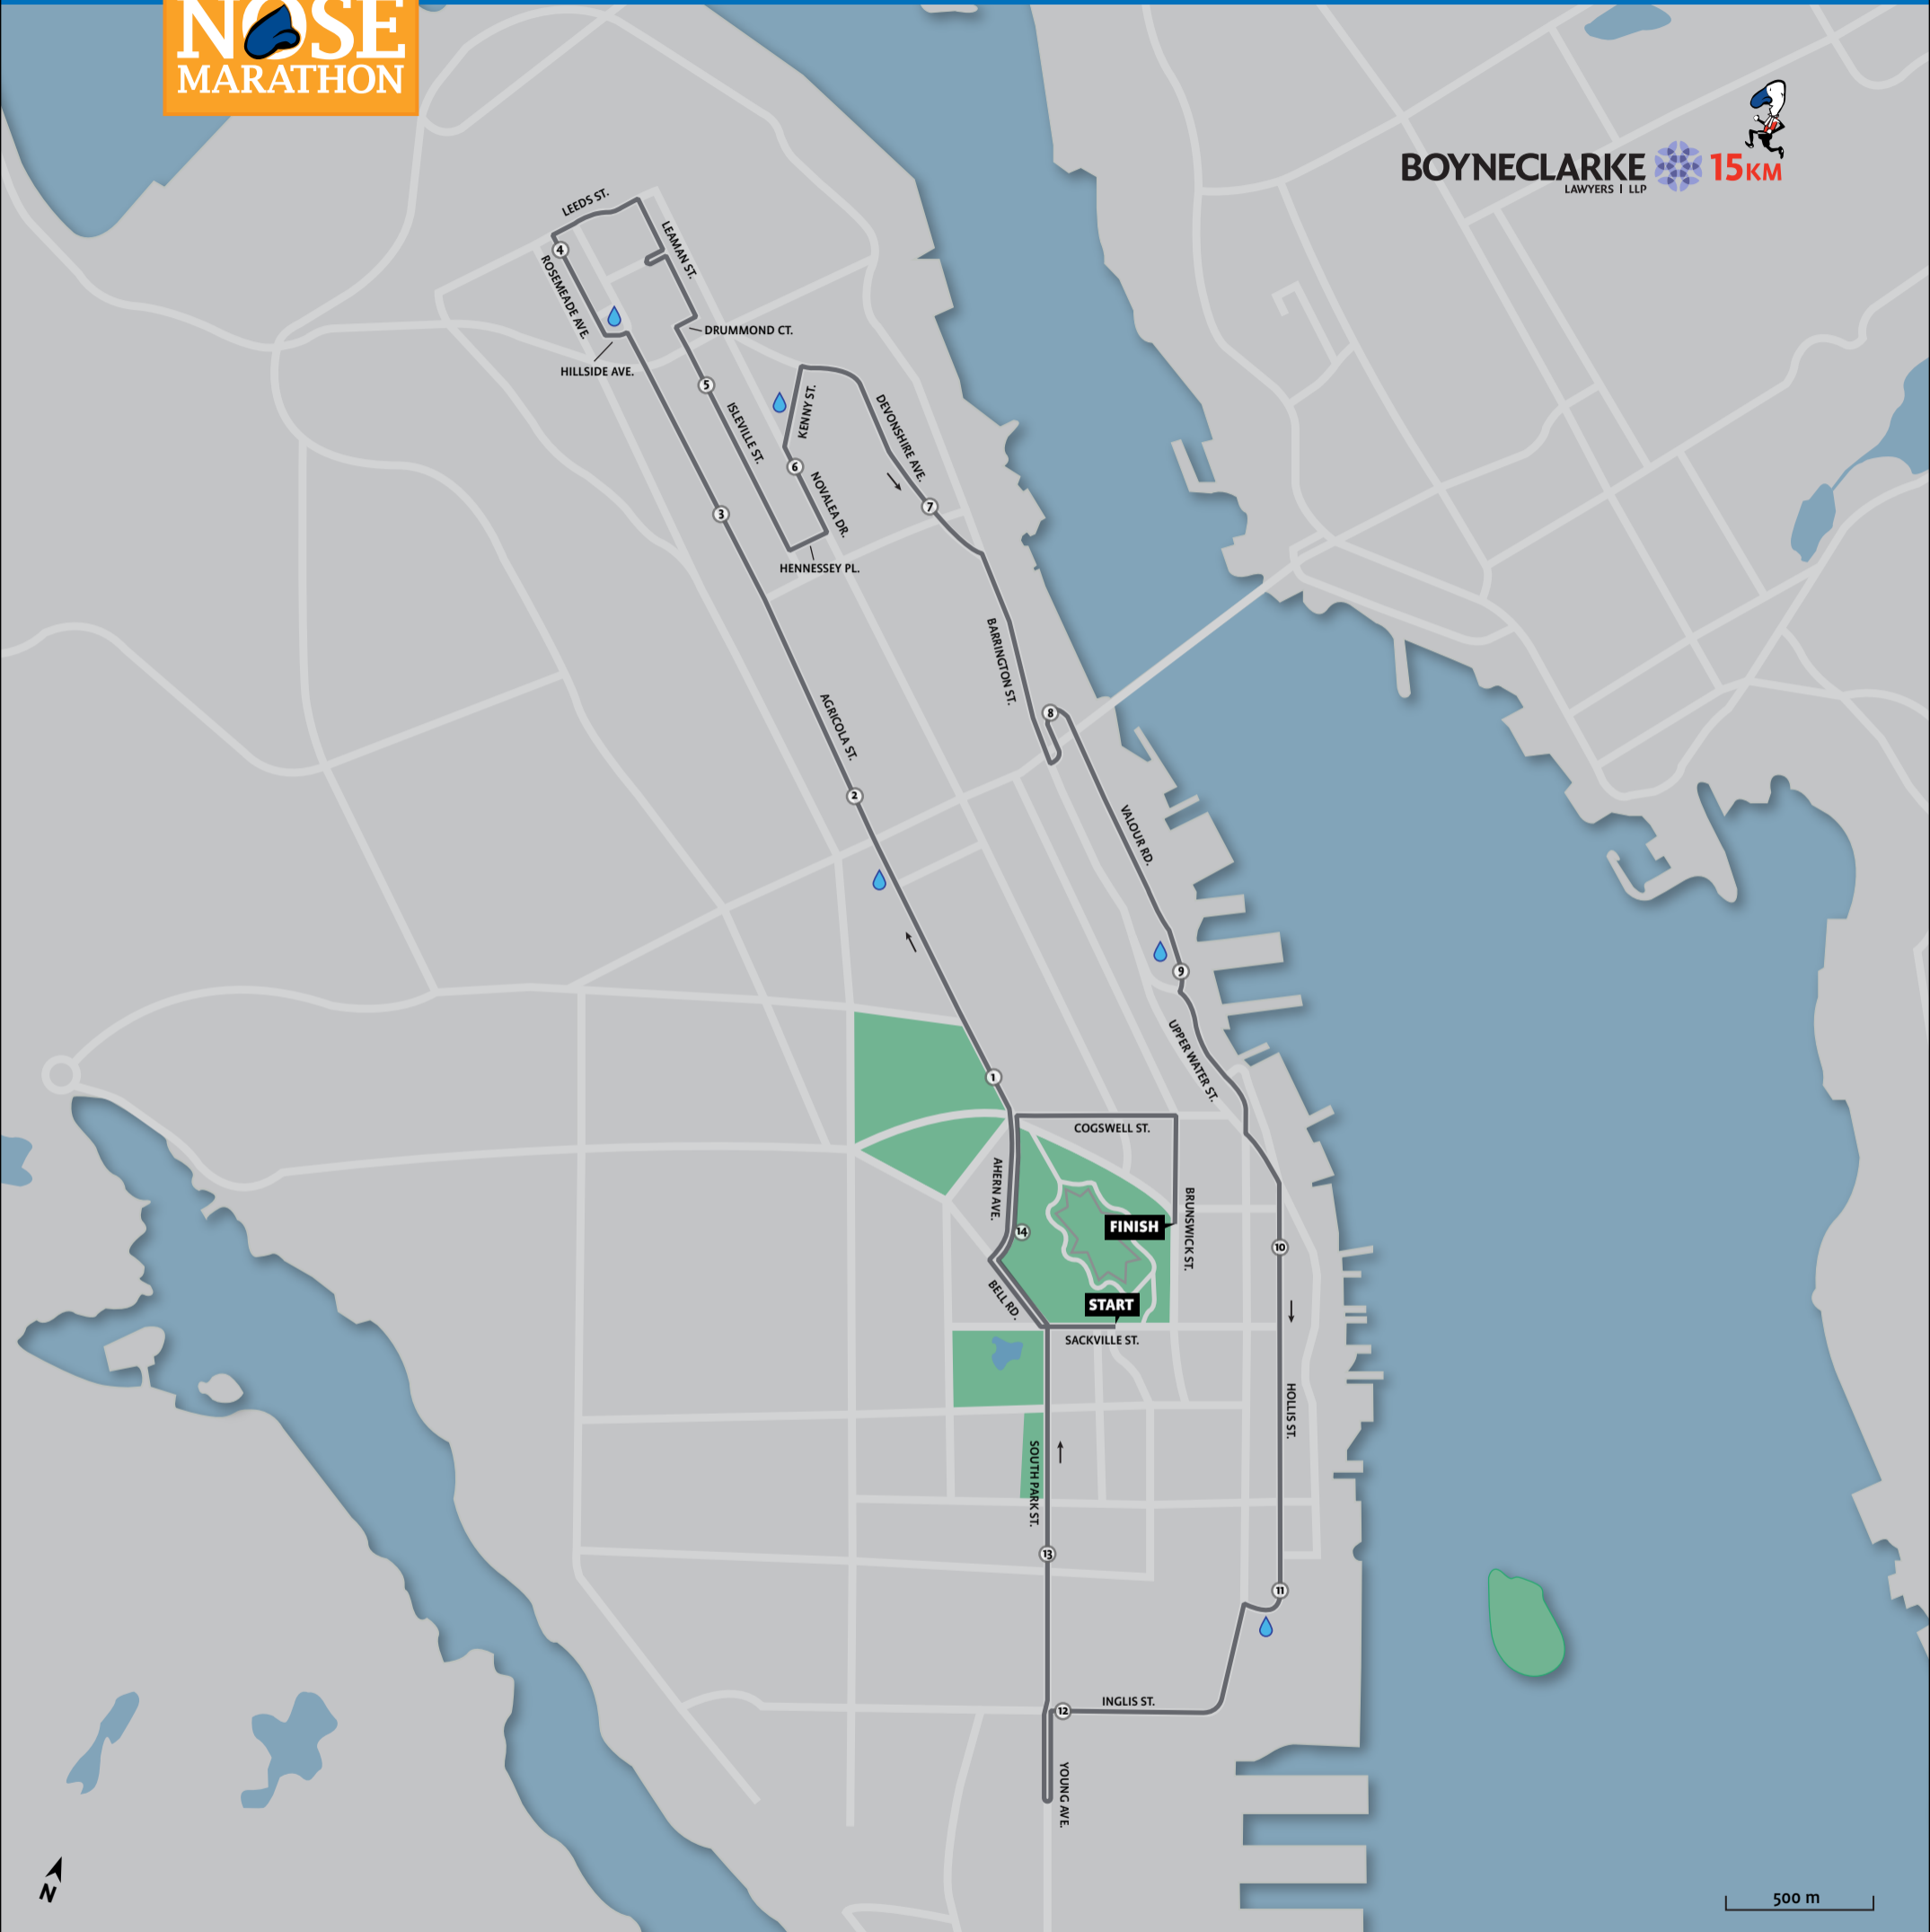 NOSE
MARATHON
BOYNECLARKE
LAWYERS | LLP
15KM
LEEDS ST.
4
LEAMAN ST.
ROSEMEADE AVE.
DRUMMOND CT.
HILLSIDE AVE.
5
KENNY ST.
DEVONSHIRE AVE.
ISLEVILLE ST.
6
NOVALEA DR.
7
3
HENNESSEY PL.
BARRINGTON ST.
AGRICOLA ST.
8
2
VALOUR RD.
9
UPPER WATER ST.
1
COGSWELL ST.
AHERN AVE.
BRUNSWICK ST.
14
FINISH
10
BELL RD.
START
SACKVILLE ST.
HOLLIS ST.
SOUTH PARK ST.
13
11
12
INGLIS ST.
YOUNG AVE.
N
500 m